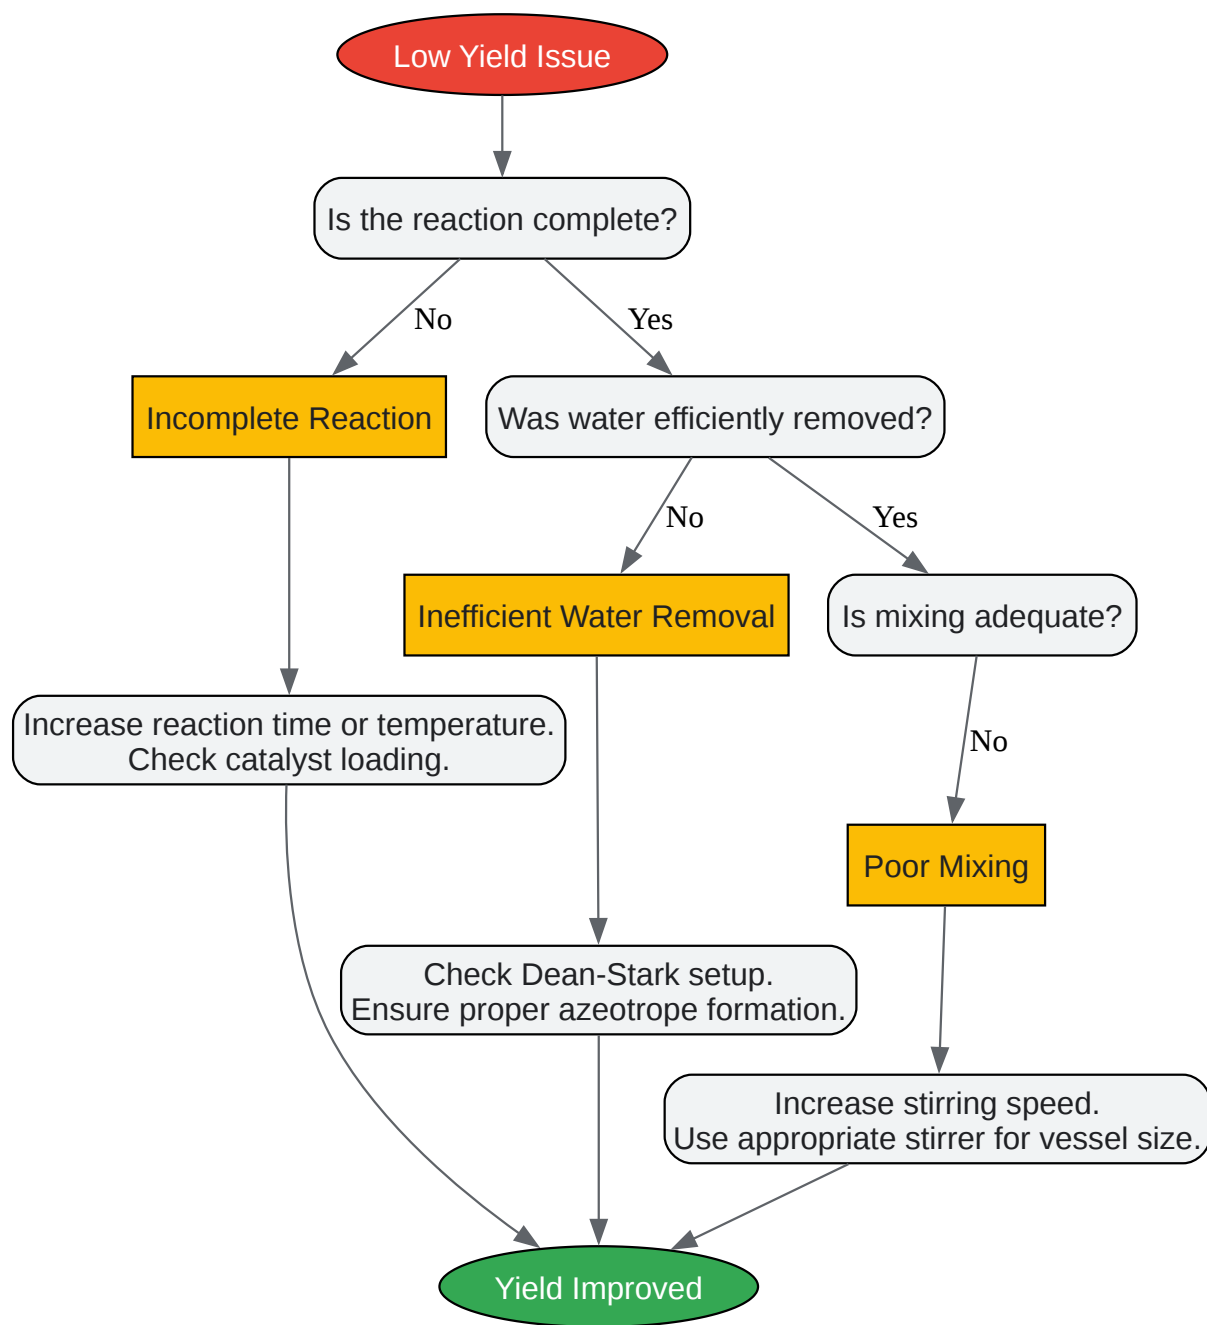 Low Yield Issue
Is the reaction complete?
No
Yes
Incomplete Reaction
Was water efficiently removed?
No
Yes
Inefficient Water Removal
Is mixing adequate?
Increase reaction time or temperature.
Check catalyst loading.
No
Poor Mixing
Check Dean-Stark setup.
Ensure proper azeotrope formation.
Increase stirring speed.
Use appropriate stirrer for vessel size.
Yield Improved